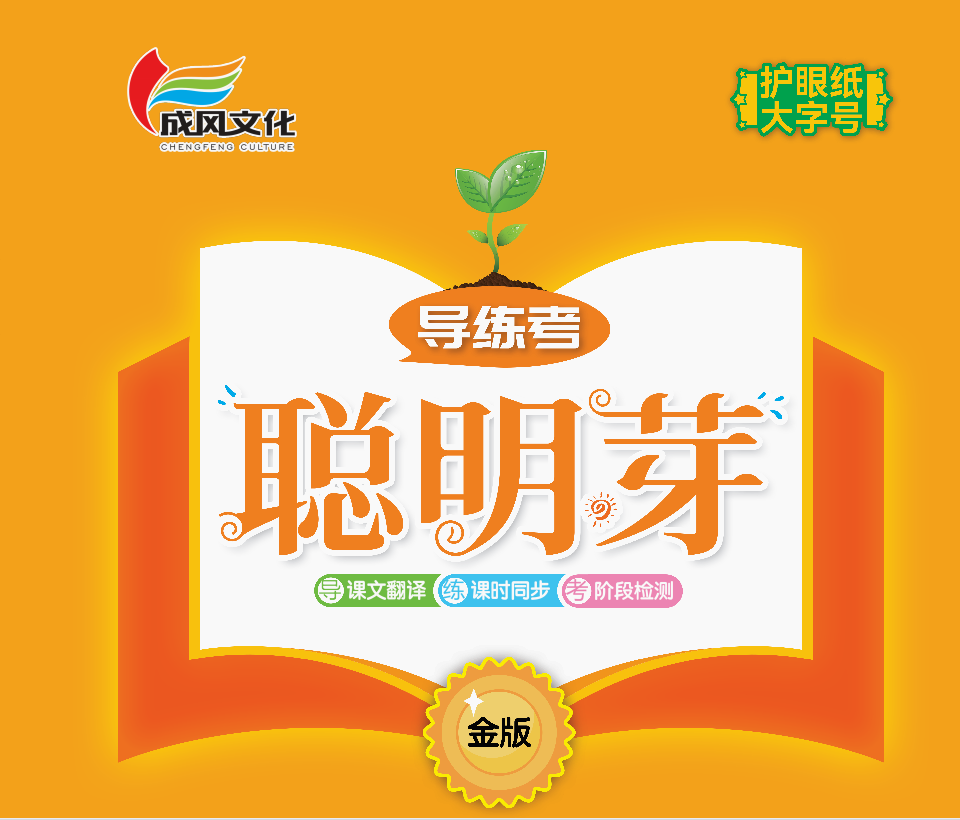 成风文化
CHENGFENG CULTURE
护眼纸
大字号
导练考
聪明芽
导 课文翻译 练 课时同步 考 阶段检测
金版